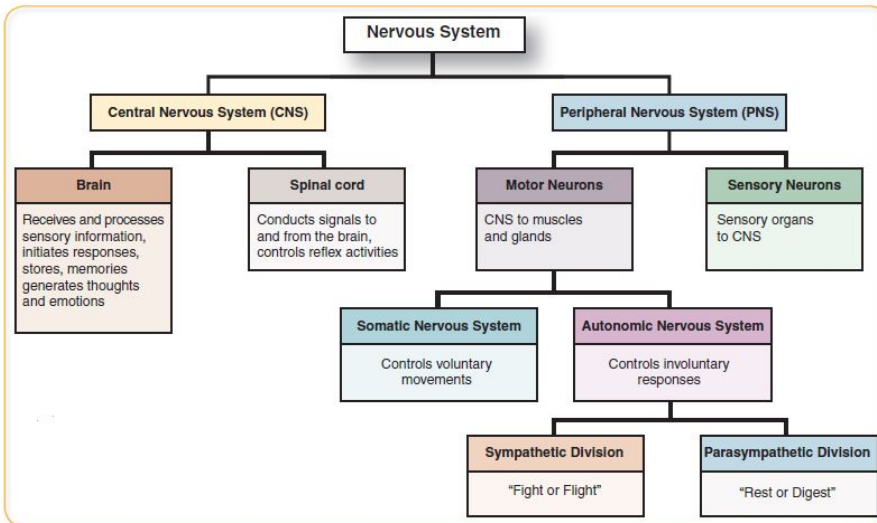 Nervous System
Central Nervous System (CNS)
Peripheral Nervous System (PNS)
Brain
Receives and processes
sensory information,
initiates responses,
stores, memories
generates thoughts
and emotions
Spinal cord
Conducts signals to
and from the brain,
controls reflex activities
Motor Neurons
CNS to muscles
and glands
Sensory Neurons
Sensory organs
to CNS
Somatic Nervous System
Controls voluntary
movements
Autonomic Nervous System
Controls involuntary
responses
Sympathetic Division
“Fight or Flight”
Parasympathetic Division
“Rest or Digest”